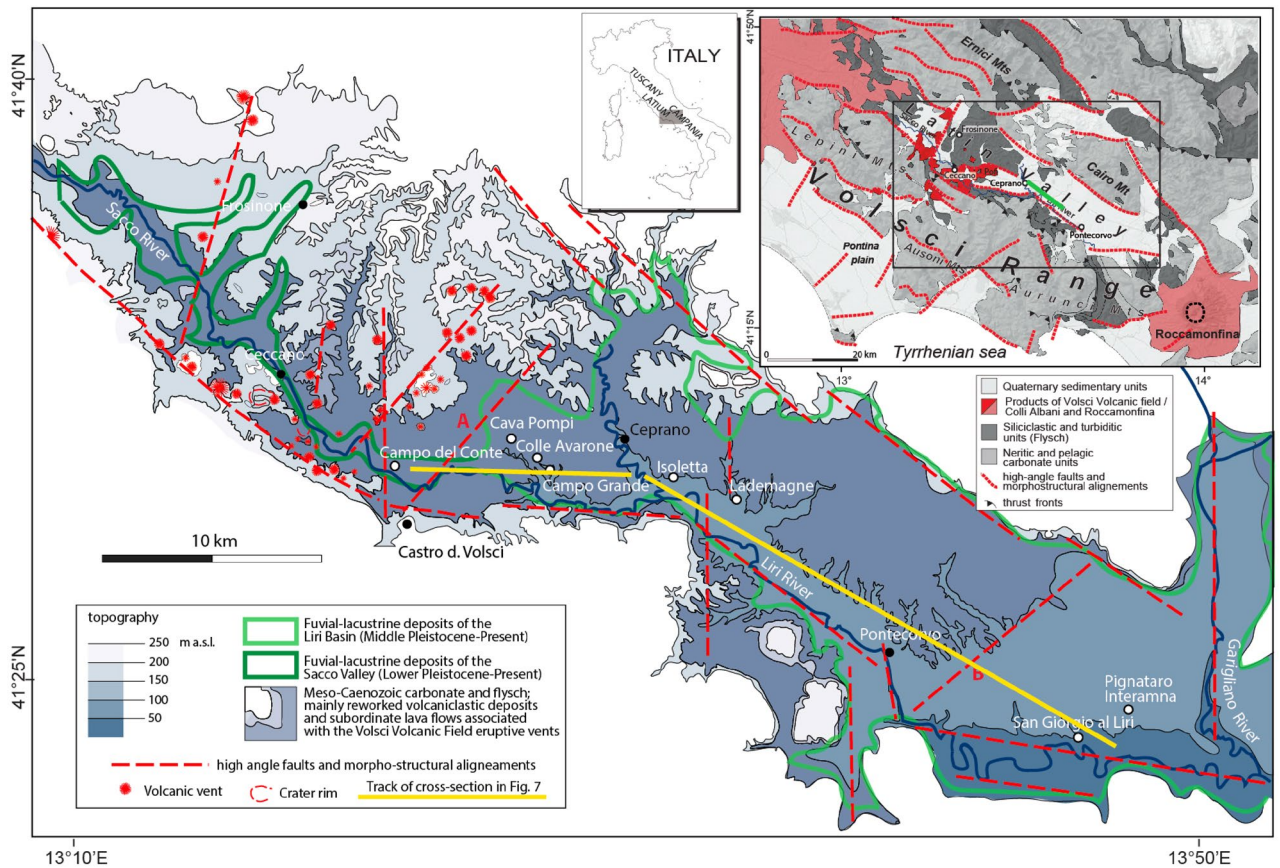 41°40'N
41°25'N
13°10'E
13°50'E
ITALY
TUSCANY
LATIUM
CAMPANIA
41°50'N
41°15'N
13°
14°
Ernici Mts
Lepini Mts
Frosinone
Ceccano
Ceprano
Cairo Mt
Valley
Pontecorvo
Volsci Range
Pontina
plain
Ausoni Mts
Aurunci Mts
Roccamonfina
Tyrrhenian sea
0
20 km
Quaternary sedimentary units
Products of Volsci Volcanic field /
Colli Albani and Roccamonfina
Siliciclastic and turbiditic
units (Flysch)
Neritic and pelagic
carbonate units
high-angle faults and
morphostructural alignements
thrust fronts
Sacco River
Frosinone
Ceccano
A
Cava Pompi
Colle Avarone
Ceprano
Campo del Conte
Campo Grande
Isoletta
Lademagne
Castro d. Volsci
10 km
Liri River
Pontecorvo
B
Pignataro
Interamna
San Giorgio al Liri
Garigliano River
topography
250 m a.s.l.
200
150
100
50
Fuvial-lacustrine deposits of the
Liri Basin (Middle Pleistocene-Present)
Fuvial-lacustrine deposits of the
Sacco Valley (Lower Pleistocene-Present)
Meso-Caenozoic carbonate and flysch;
mainly reworked volcaniclastic deposits
and subordinate lava flows associated
with the Volsci Volcanic Field eruptive vents
high angle faults and morpho-structural aligneaments
Volcanic vent
Crater rim
Track of cross-section in Fig. 7